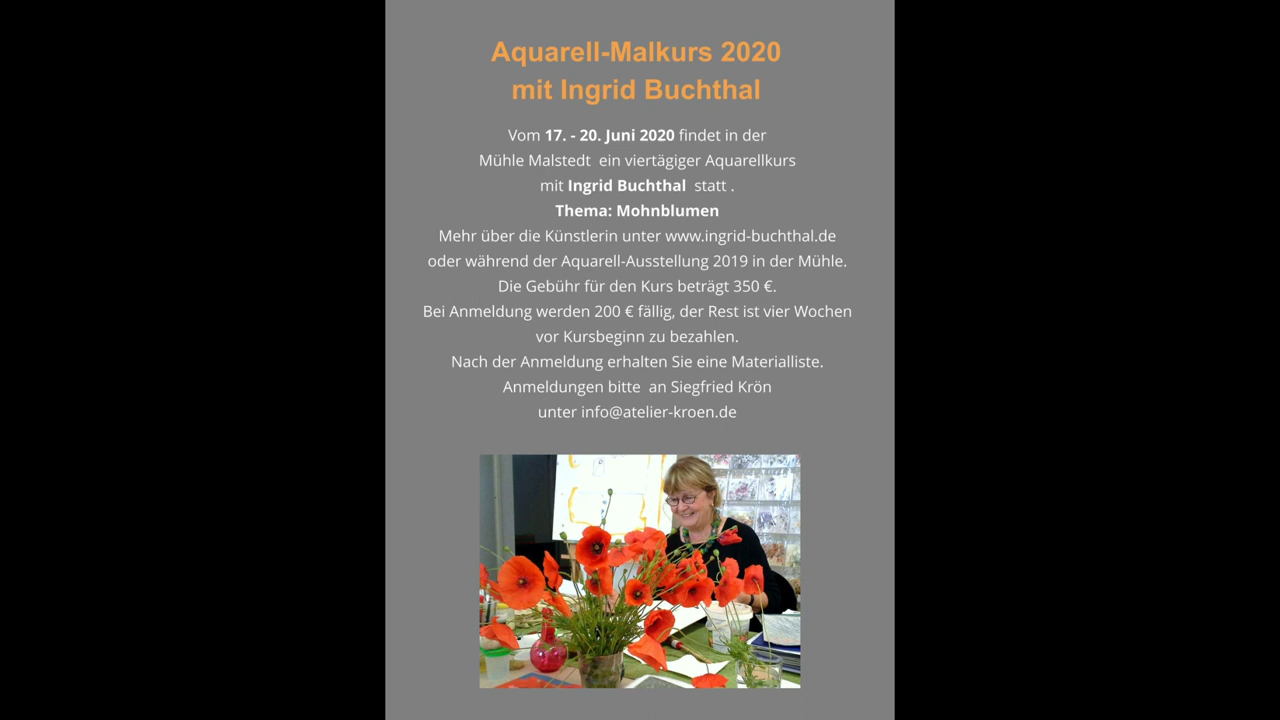 Aquarell-Malkurs 2020
mit Ingrid Buchthal
Vom 17. - 20. Juni 2020 findet in der
Mühle Malstedt ein viertägiger Aquarellkurs
mit Ingrid Buchthal statt .
Thema: Mohnblumen
Mehr über die Künstlerin unter www.ingrid-buchthal.de
oder während der Aquarell-Ausstellung 2019 in der Mühle.
Die Gebühr für den Kurs beträgt 350 €.
Bei Anmeldung werden 200 € fällig, der Rest ist vier Wochen
vor Kursbeginn zu bezahlen.
Nach der Anmeldung erhalten Sie eine Materialliste.
Anmeldungen bitte an Siegfried Krön
unter info@atelier-kroen.de